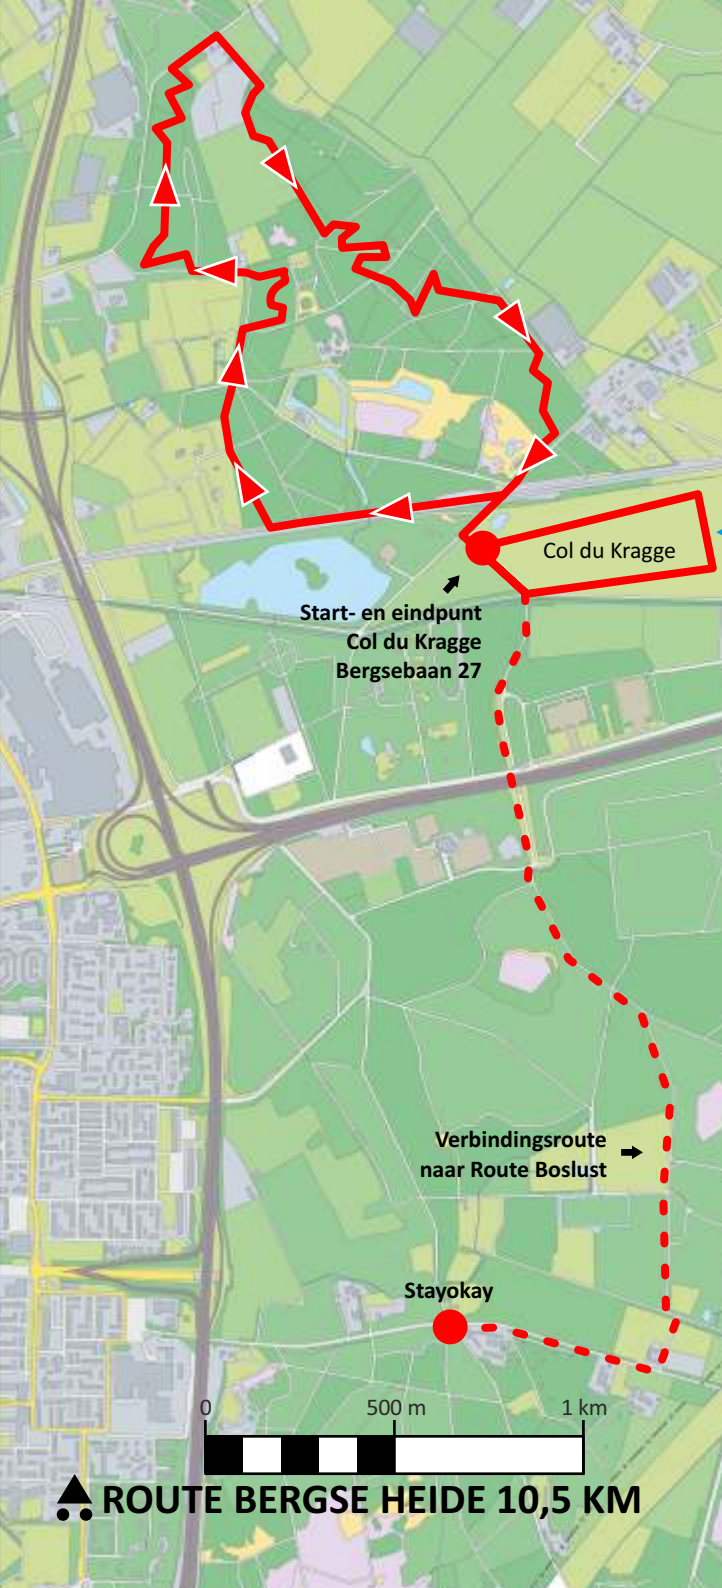 Col du Kragge
Start- en eindpunt
Col du Kragge
Bergsebaan 27
Verbindingsroute
naar Route Boslust
Stayokay
0 500 m 1 km
ROUTE BERGSE HEIDE 10,5 KM